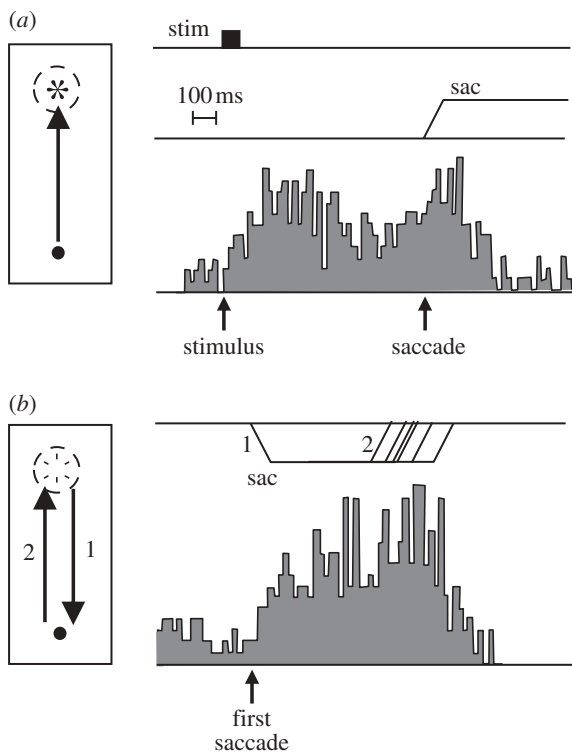 (a)
stim
100 ms
sac
stimulus
saccade
(b)
1
2
sac
2
1
first
saccade